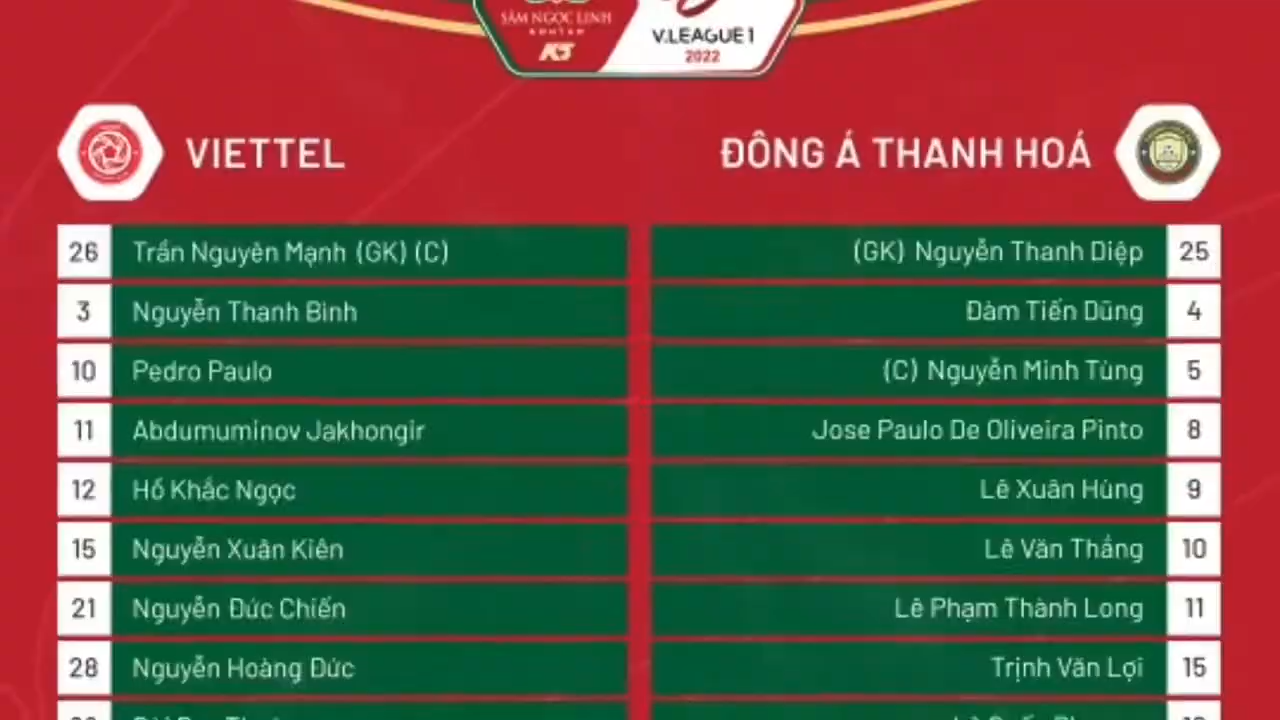 SÂM NGỌC LINH
KONTUM
K5
V.LEAGUE 1
2022
VIETTEL
ĐÔNG Á THANH HOÁ
26 Trần Nguyên Mạnh (GK) (C)
(GK) Nguyễn Thanh Diệp 25
3 Nguyễn Thanh Bình
Đàm Tiến Dũng 4
10 Pedro Paulo
(C) Nguyễn Minh Tùng 5
11 Abdumuminov Jakhongir
Jose Paulo De Oliveira Pinto 8
12 Hồ Khắc Ngọc
Lê Xuân Hùng 9
15 Nguyễn Xuân Kiên
Lê Văn Thắng 10
21 Nguyễn Đức Chiến
Lê Phạm Thành Long 11
28 Nguyễn Hoàng Đức
Trịnh Văn Lợi 15